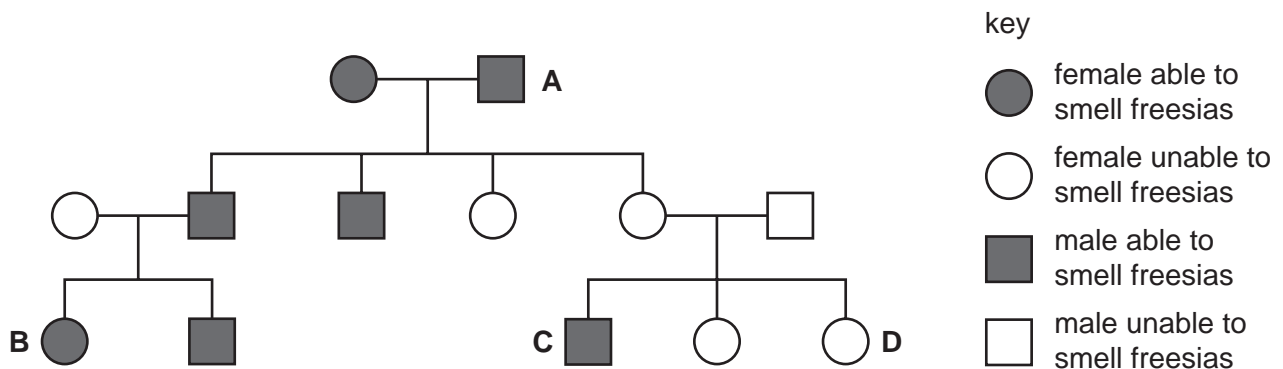 key
A
female able to
smell freesias
female unable to
smell freesias
male able to
smell freesias
B
C
D
male unable to
smell freesias